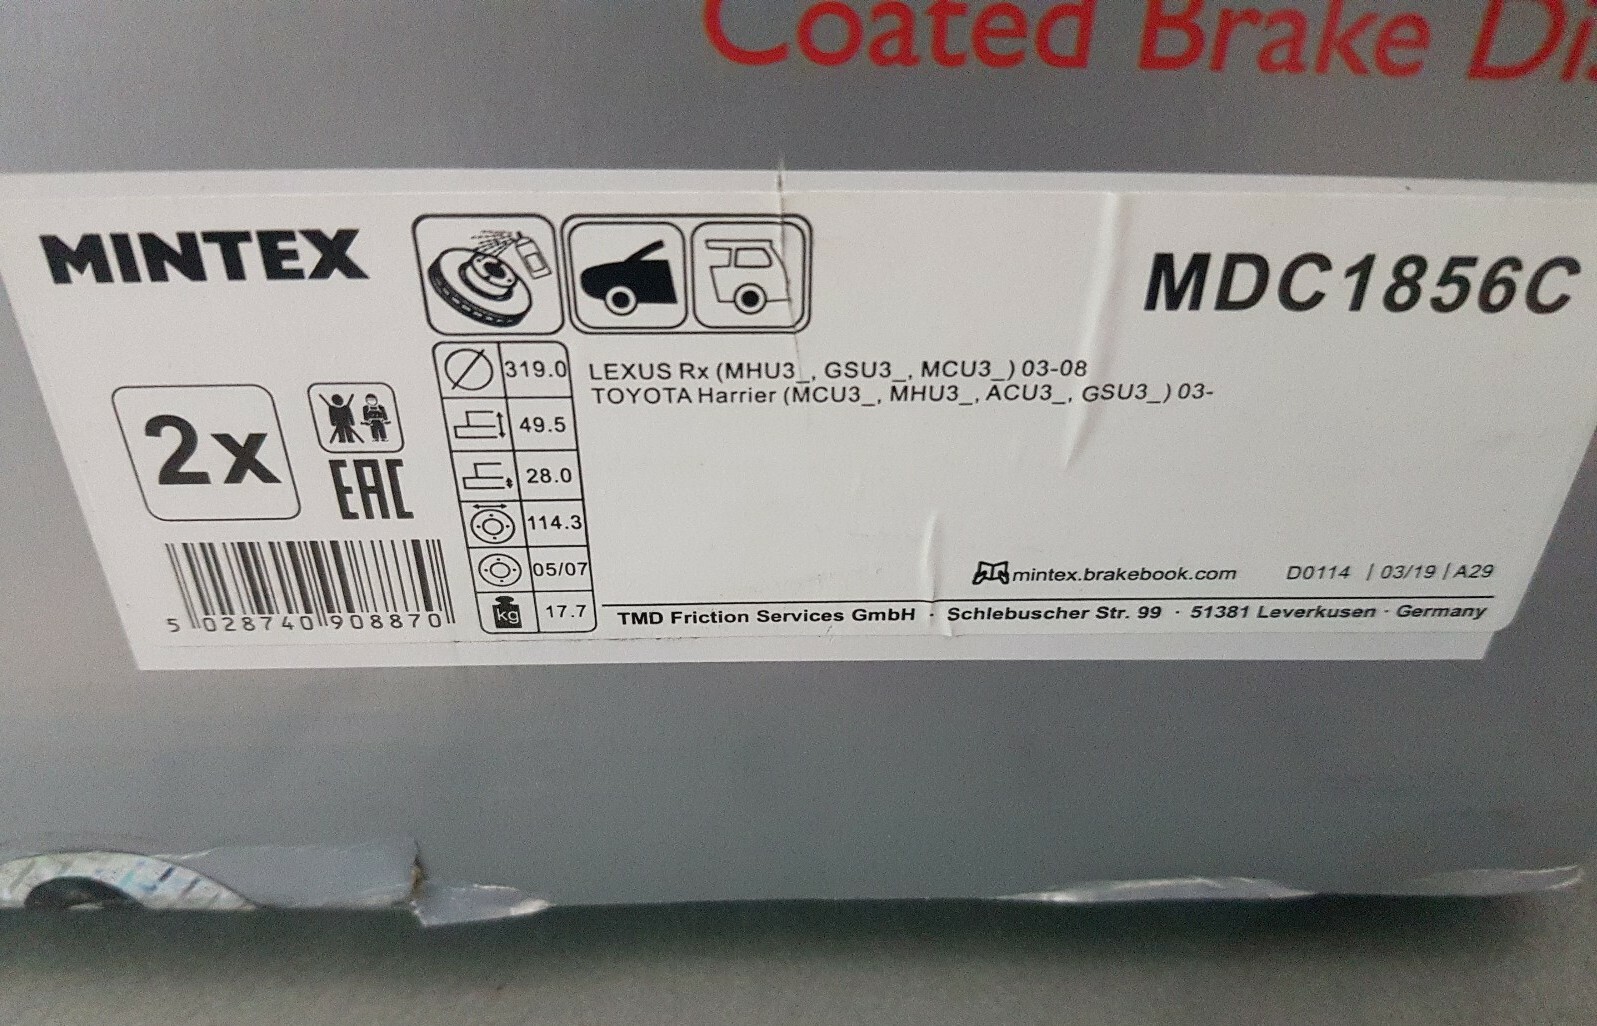 Coated Brake
MINTEX
MDC1856C
319.0
LEXUS Rx (MHU3_, GSU3_, MCU3_) 03-08
TOYOTA Harrier (MCU3_, MHU3_, ACU3_, GSU3_) 03-
2x
49.5
EAC
28.0
114.3
05/07
mintex.brakebook.com
D0114 / 03/19 / A29
kg
17.7
5 028740 908870
TMD Friction Services GmbH · Schlebuscher Str. 99 · 51381 Leverkusen · Germany